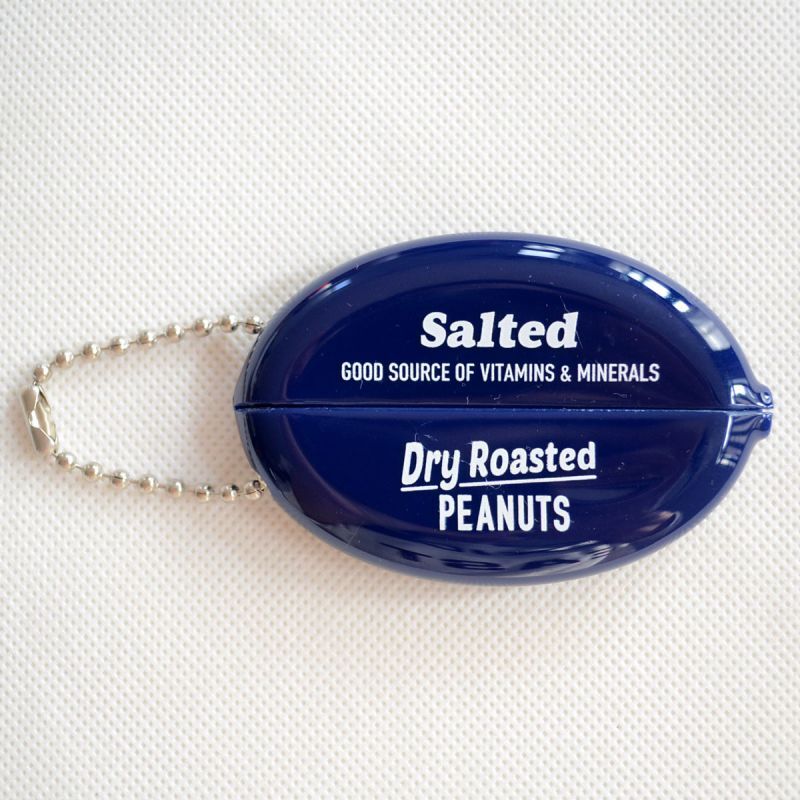 Salted
GOOD SOURCE OF VITAMINS & MINERALS
Dry Roasted
PEANUTS